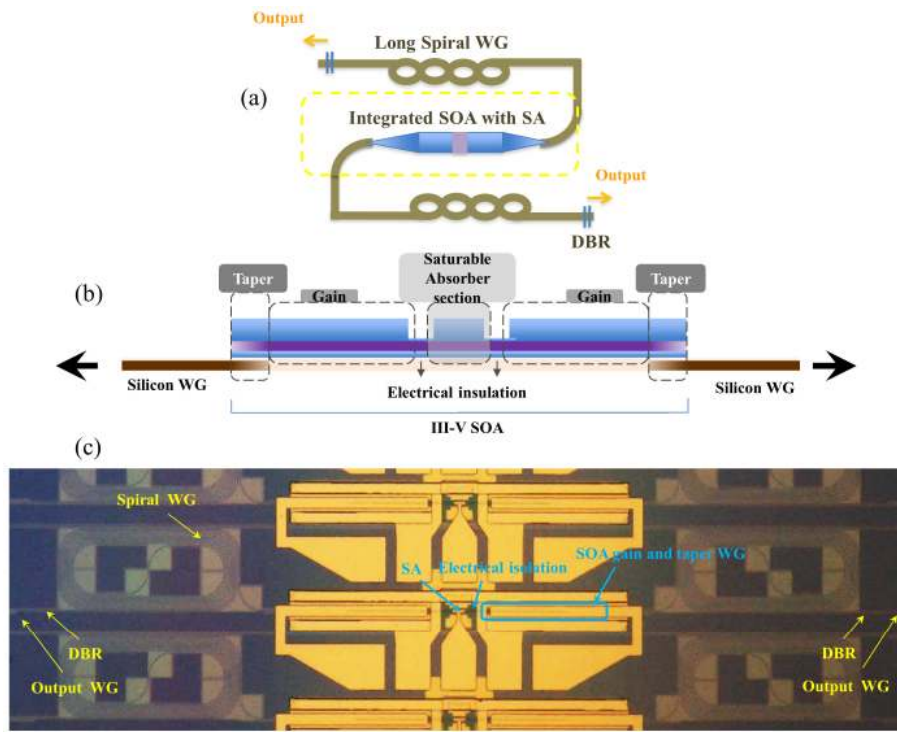 Output
Long Spiral WG
(a)
Integrated SOA with SA
Output
DBR
Saturable
Absorber
section
Taper
Gain
Gain
Taper
(b)
Silicon WG
Electrical insulation
Silicon WG
III-V SOA
(c)
Spiral WG
SOA gain and taper WG
SA
Electrical isolation
DBR
Output WG
DBR
Output WG